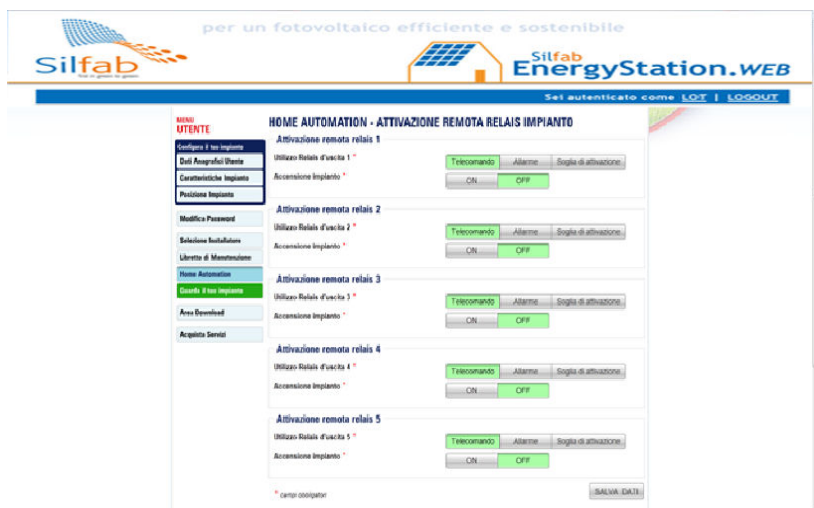 per un fotovoltaico efficiente e sostenibile
Silfab
Silfab
EnergyStation.WEB
Sei autenticato come LOT | LOGOUT
MENU
UTENTE
Configura il tuo impianto
Dati Anagrafici Utente
Caratteristiche Impianto
Posizione Impianto
Modifica Password
Selezione Installatore
Libretto di Manutenzione
Home Automation
Guarda il tuo impianto
Area Download
Acquista Servizi
HOME AUTOMATION - ATTIVAZIONE REMOTA RELAIS IMPIANTO
Attivazione remota relais 1
Utilizzo Relais d'uscita 1 * Telecomando Allarme Soglia di attivazione
Accensione Impianto * ON OFF
Attivazione remota relais 2
Utilizzo Relais d'uscita 2 * Telecomando Allarme Soglia di attivazione
Accensione Impianto * ON OFF
Attivazione remota relais 3
Utilizzo Relais d'uscita 3 * Telecomando Allarme Soglia di attivazione
Accensione Impianto * ON OFF
Attivazione remota relais 4
Utilizzo Relais d'uscita 4 * Telecomando Allarme Soglia di attivazione
Accensione Impianto * ON OFF
Attivazione remota relais 5
Utilizzo Relais d'uscita 5 * Telecomando Allarme Soglia di attivazione
Accensione Impianto * ON OFF
* campi obbligatori
SALVA DATI